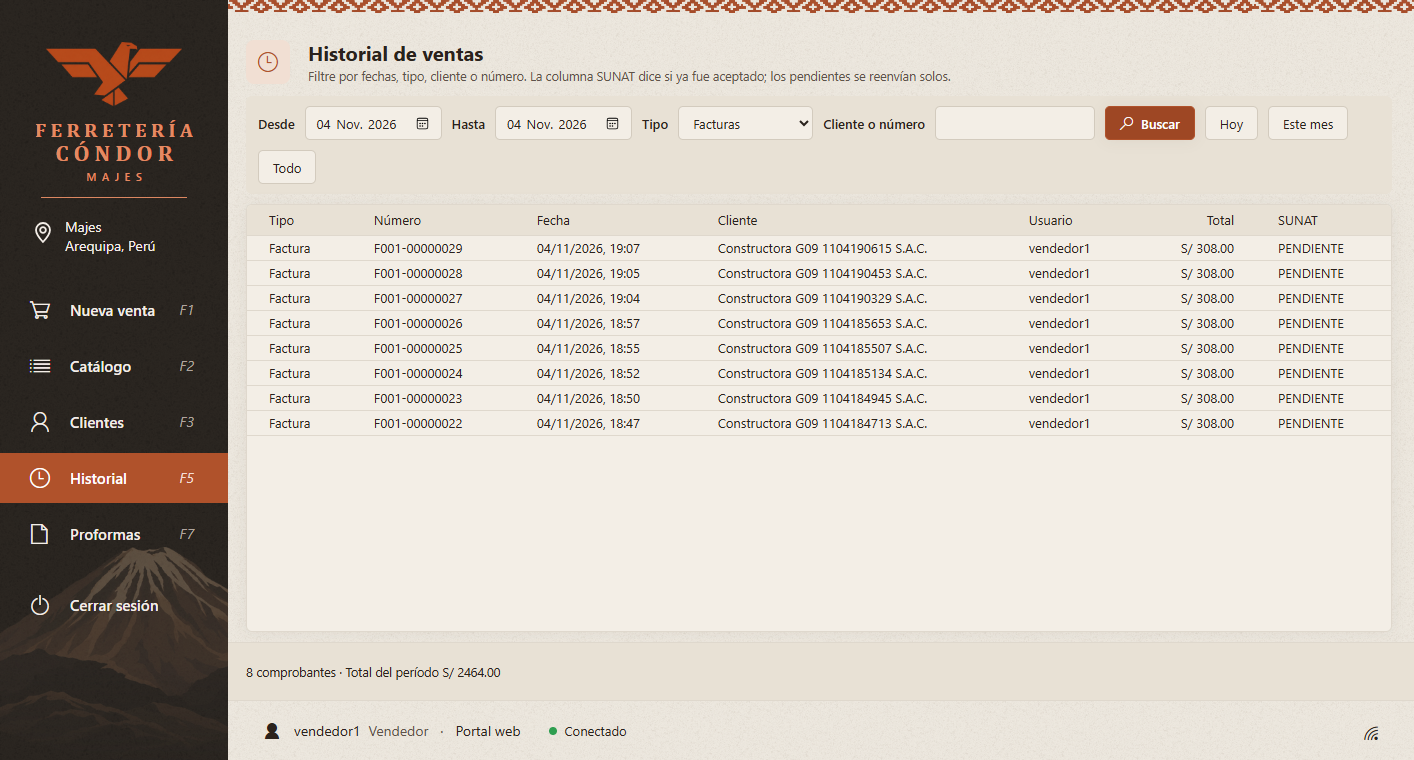 FERRETERÍA
CÓNDOR
MAJES
Majes
Arequipa, Perú
Nueva venta F1
Catálogo F2
Clientes F3
Historial F5
Proformas F7
Cerrar sesión
Historial de ventas
Filtre por fechas, tipo, cliente o número. La columna SUNAT dice si ya fue aceptado; los pendientes se reenvían solos.
Desde 04 Nov. 2026 Hasta 04 Nov. 2026 Tipo Facturas Cliente o número Buscar Hoy Este mes
Todo
Tipo Número Fecha Cliente Usuario Total SUNAT
Factura F001-00000029 04/11/2026, 19:07 Constructora G09 1104190615 S.A.C. vendedor1 S/ 308.00 PENDIENTE
Factura F001-00000028 04/11/2026, 19:05 Constructora G09 1104190453 S.A.C. vendedor1 S/ 308.00 PENDIENTE
Factura F001-00000027 04/11/2026, 19:04 Constructora G09 1104190329 S.A.C. vendedor1 S/ 308.00 PENDIENTE
Factura F001-00000026 04/11/2026, 18:57 Constructora G09 1104185653 S.A.C. vendedor1 S/ 308.00 PENDIENTE
Factura F001-00000025 04/11/2026, 18:55 Constructora G09 1104185507 S.A.C. vendedor1 S/ 308.00 PENDIENTE
Factura F001-00000024 04/11/2026, 18:52 Constructora G09 1104185134 S.A.C. vendedor1 S/ 308.00 PENDIENTE
Factura F001-00000023 04/11/2026, 18:50 Constructora G09 1104184945 S.A.C. vendedor1 S/ 308.00 PENDIENTE
Factura F001-00000022 04/11/2026, 18:47 Constructora G09 1104184713 S.A.C. vendedor1 S/ 308.00 PENDIENTE
8 comprobantes · Total del período S/ 2464.00
vendedor1 Vendedor · Portal web Conectado